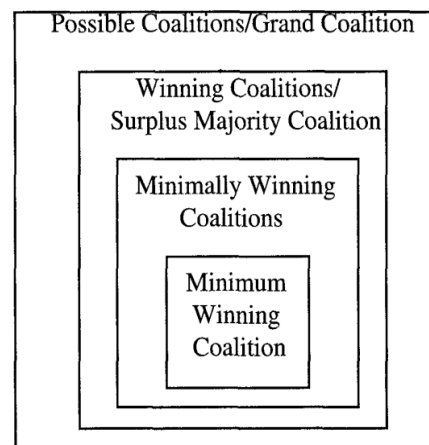 Possible Coalitions/Grand Coalition
Winning Coalitions/
Surplus Majority Coalition
Minimally Winning
Coalitions
Minimum
Winning
Coalition